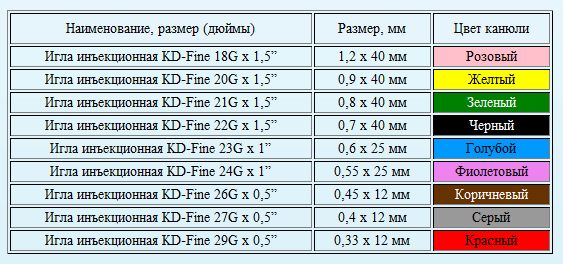 Наименование, размер (дюймы) Размер, мм Цвет канюли
Игла инъекционная KD-Fine 18G x 1,5” 1,2 x 40 мм Розовый
Игла инъекционная KD-Fine 20G x 1,5” 0,9 x 40 мм Желтый
Игла инъекционная KD-Fine 21G x 1,5” 0,8 x 40 мм Зеленый
Игла инъекционная KD-Fine 22G x 1,5” 0,7 x 40 мм Черный
Игла инъекционная KD-Fine 23G x 1” 0,6 x 25 мм Голубой
Игла инъекционная KD-Fine 24G x 1” 0,55 x 25 мм Фиолетовый
Игла инъекционная KD-Fine 26G x 0,5” 0,45 x 12 мм Коричневый
Игла инъекционная KD-Fine 27G x 0,5” 0,4 x 12 мм Серый
Игла инъекционная KD-Fine 29G x 0,5” 0,33 x 12 мм Красный